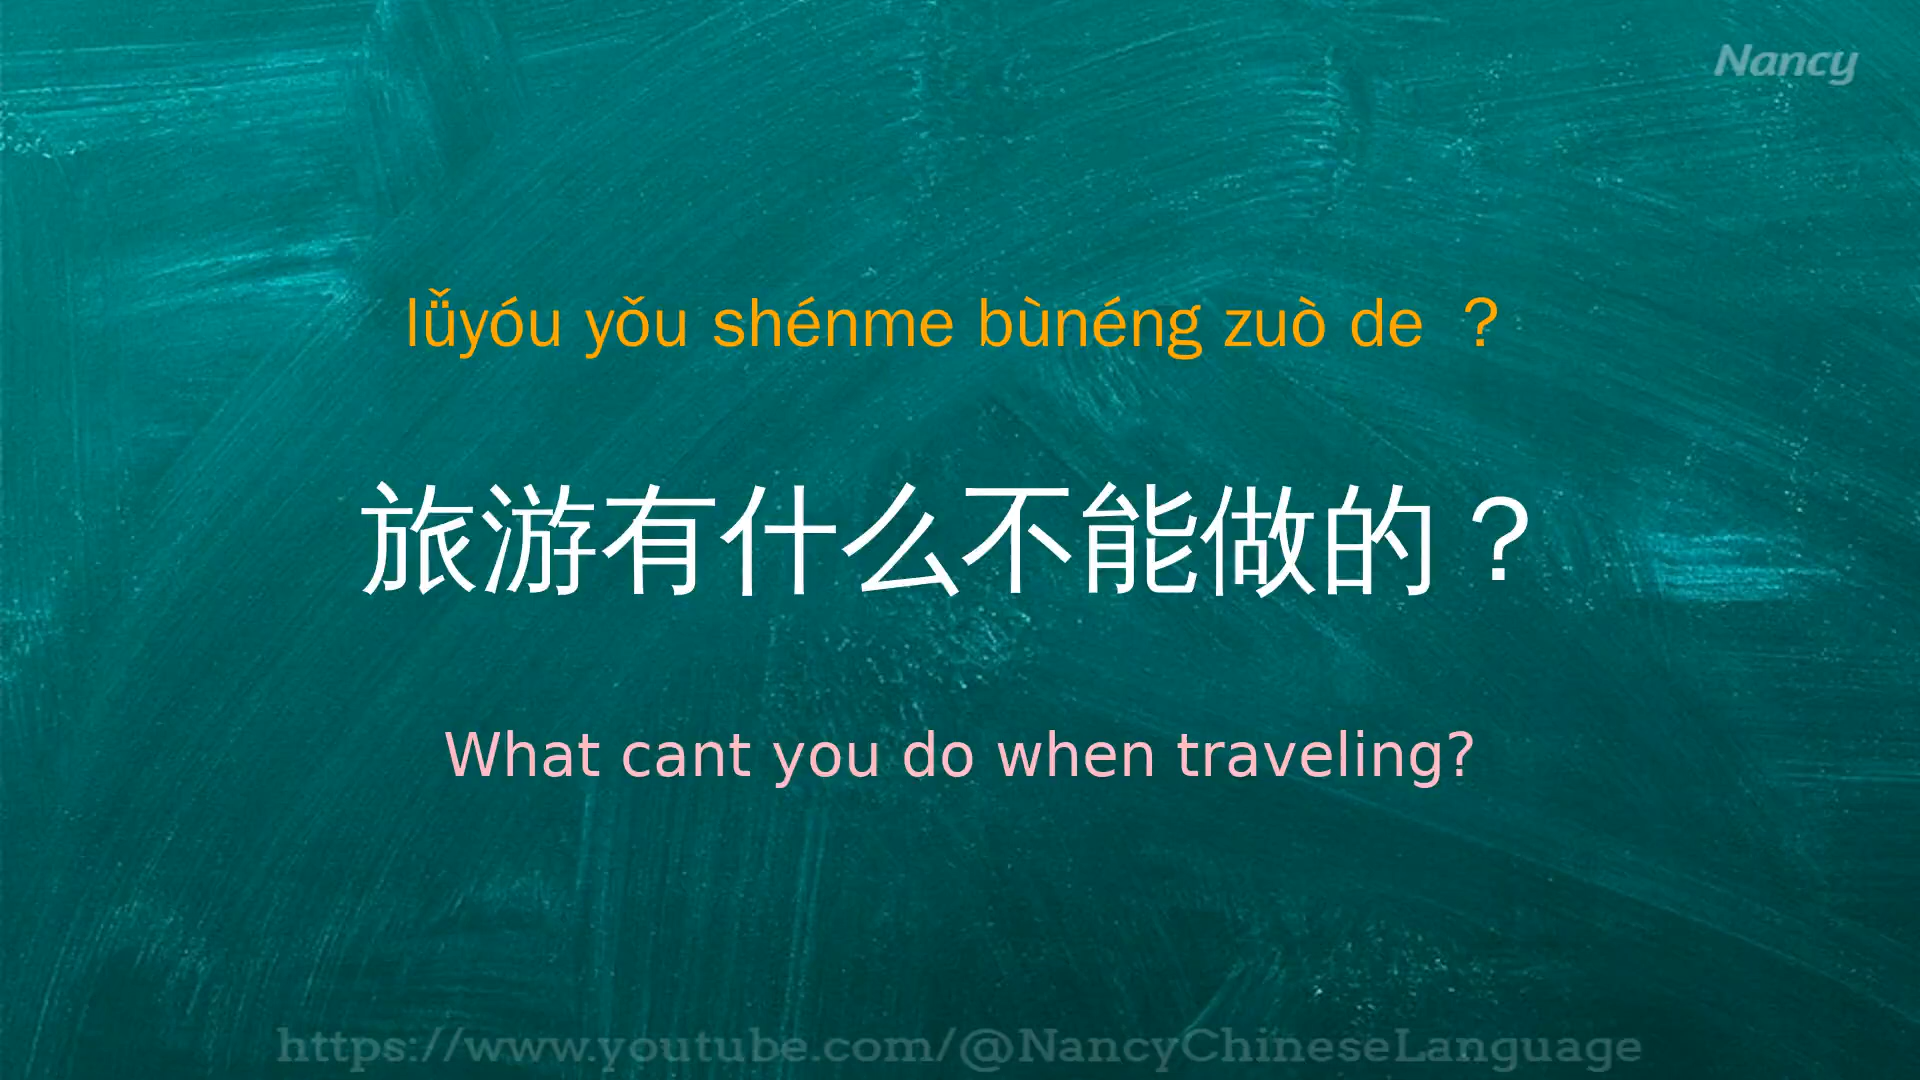 Nancy
lǚyóu yǒu shénme bùnéng zuò de ？
旅游有什么不能做的？
What cant you do when traveling?
https://www.youtube.com/@NancyChineseLanguage